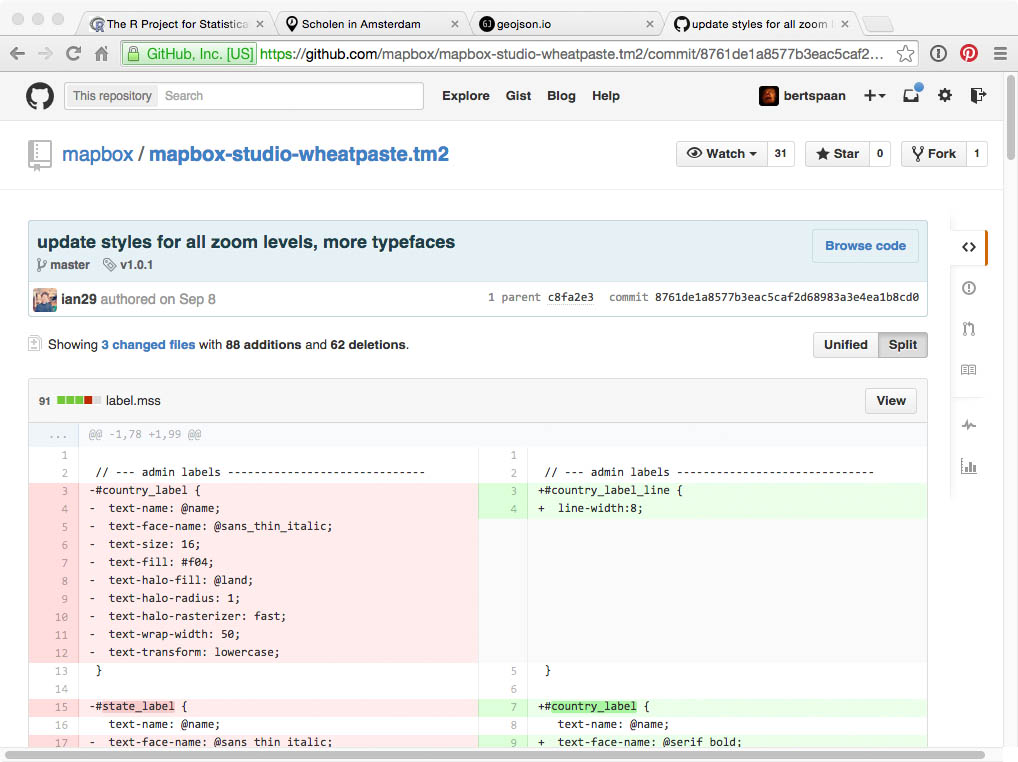 The R Project for Statistica
Scholen in Amsterdam
geojson.io
update styles for all zoom
GitHub, Inc. [US] https://github.com/mapbox/mapbox-studio-wheatpaste.tm2/commit/8761de1a8577b3eac5caf2...
This repository Search Explore Gist Blog Help bertspaan
mapbox / mapbox-studio-wheatpaste.tm2 Watch 31 Star 0 Fork 1
update styles for all zoom levels, more typefaces Browse code
master v1.0.1
ian29 authored on Sep 8 1 parent c8fa2e3 commit 8761de1a8577b3eac5caf2d68983a3e4ea1b8cd0
Showing 3 changed files with 88 additions and 62 deletions. Unified Split
91 label.mss View
... @@ -1,78 +1,99 @@
1 1
2 // --- admin labels ------------------------------ 2 // --- admin labels ------------------------------
3 -#country_label { 3 +#country_label_line {
4 - text-name: @name; 4 + line-width:8;
5 - text-face-name: @sans_thin_italic;
6 - text-size: 16;
7 - text-fill: #f04;
8 - text-halo-fill: @land;
9 - text-halo-radius: 1;
10 - text-halo-rasterizer: fast;
11 - text-wrap-width: 50;
12 - text-transform: lowercase;
13 } 5 }
14 6
15 -#state_label { 7 +#country_label {
16 text-name: @name; 8 text-name: @name;
17 - text-face-name: @sans_thin_italic; 9 + text-face-name: @serif_bold;